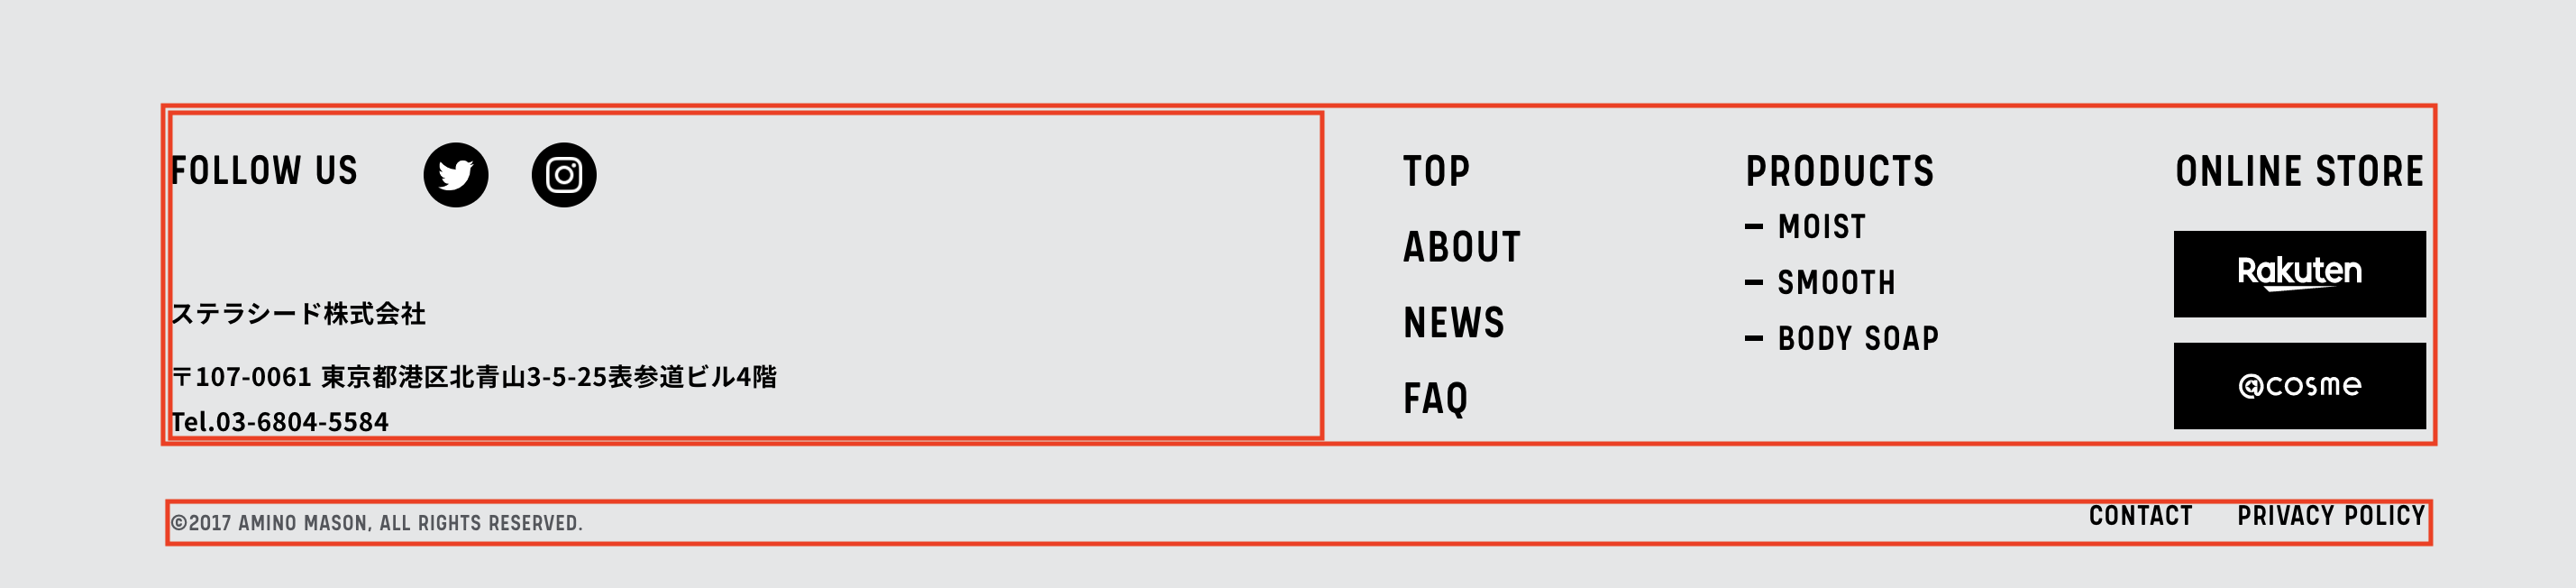 FOLLOW US
ステラシード株式会社
〒107-0061 東京都港区北青山3-5-25表参道ビル4階
Tel.03-6804-5584
TOP
ABOUT
NEWS
FAQ
PRODUCTS
– MOIST
– SMOOTH
– BODY SOAP
ONLINE STORE
Rakuten
@cosme
©2017 AMINO MASON, ALL RIGHTS RESERVED.
CONTACT PRIVACY POLICY